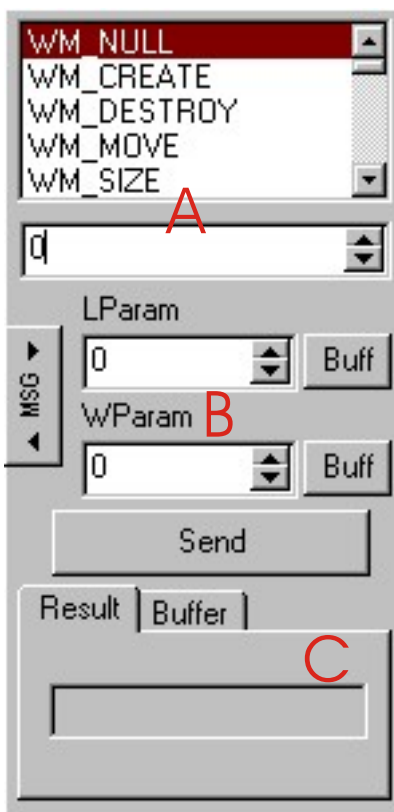 WM_NULL
WM_CREATE
WM_DESTROY
WM_MOVE
WM_SIZE
A
0
LParam
0 Buff
MSG
WParam B
0 Buff
Send
Result Buffer
C